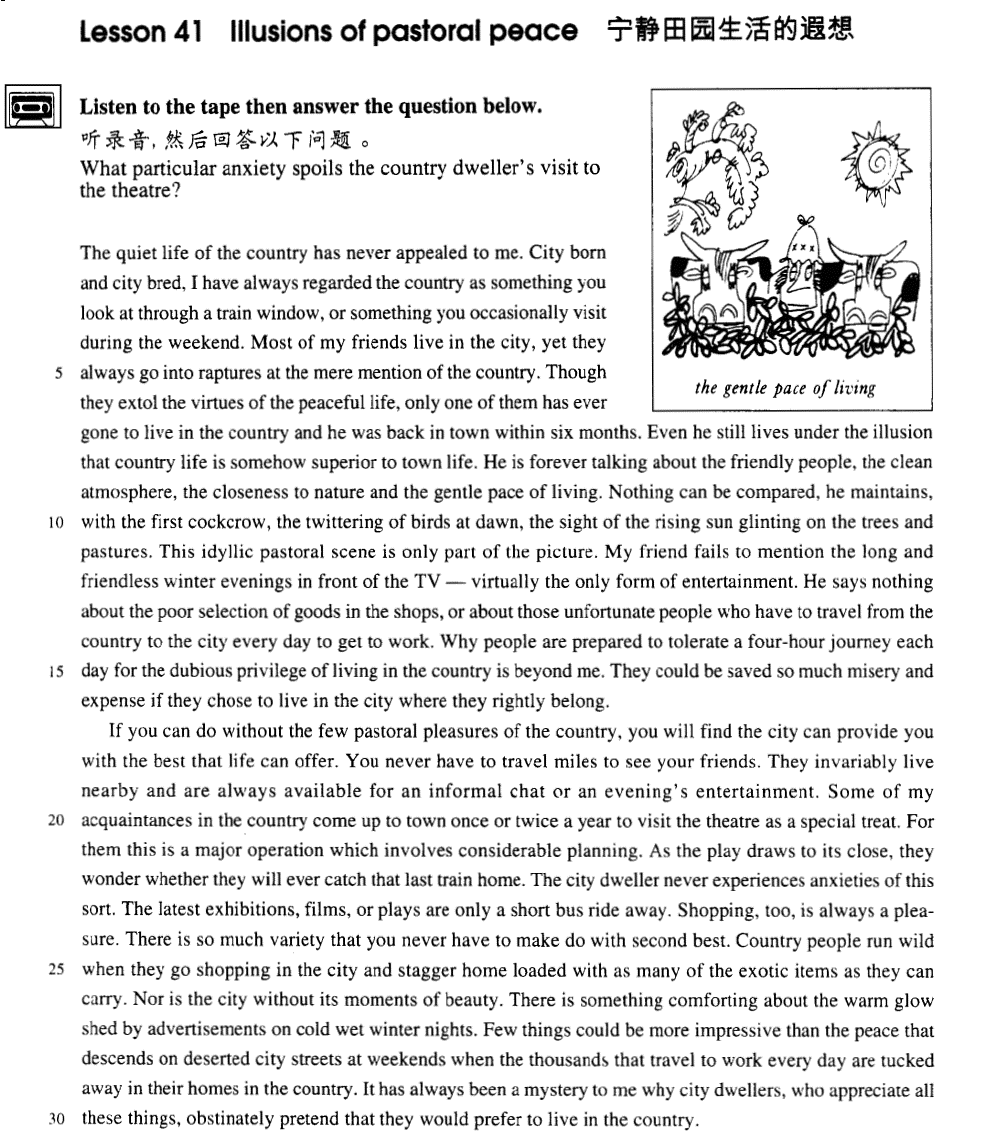 Lesson 41 Illusions of pastoral peace 宁静田园生活的遐想
Listen to the tape then answer the question below.
听录音，然后回答以下问题。
What particular anxiety spoils the country dweller's visit to
the theatre?
the gentle pace of living
The quiet life of the country has never appealed to me. City born
and city bred, I have always regarded the country as something you
look at through a train window, or something you occasionally visit
during the weekend. Most of my friends live in the city, yet they
5 always go into raptures at the mere mention of the country. Though
they extol the virtues of the peaceful life, only one of them has ever
gone to live in the country and he was back in town within six months. Even he still lives under the illusion
that country life is somehow superior to town life. He is forever talking about the friendly people, the clean
atmosphere, the closeness to nature and the gentle pace of living. Nothing can be compared, he maintains,
10 with the first cockcrow, the twittering of birds at dawn, the sight of the rising sun glinting on the trees and
pastures. This idyllic pastoral scene is only part of the picture. My friend fails to mention the long and
friendless winter evenings in front of the TV — virtually the only form of entertainment. He says nothing
about the poor selection of goods in the shops, or about those unfortunate people who have to travel from the
country to the city every day to get to work. Why people are prepared to tolerate a four-hour journey each
15 day for the dubious privilege of living in the country is beyond me. They could be saved so much misery and
expense if they chose to live in the city where they rightly belong.
If you can do without the few pastoral pleasures of the country, you will find the city can provide you
with the best that life can offer. You never have to travel miles to see your friends. They invariably live
nearby and are always available for an informal chat or an evening's entertainment. Some of my
20 acquaintances in the country come up to town once or twice a year to visit the theatre as a special treat. For
them this is a major operation which involves considerable planning. As the play draws to its close, they
wonder whether they will ever catch that last train home. The city dweller never experiences anxieties of this
sort. The latest exhibitions, films, or plays are only a short bus ride away. Shopping, too, is always a plea-
sure. There is so much variety that you never have to make do with second best. Country people run wild
25 when they go shopping in the city and stagger home loaded with as many of the exotic items as they can
carry. Nor is the city without its moments of beauty. There is something comforting about the warm glow
shed by advertisements on cold wet winter nights. Few things could be more impressive than the peace that
descends on deserted city streets at weekends when the thousands that travel to work every day are tucked
away in their homes in the country. It has always been a mystery to me why city dwellers, who appreciate all
30 these things, obstinately pretend that they would prefer to live in the country.